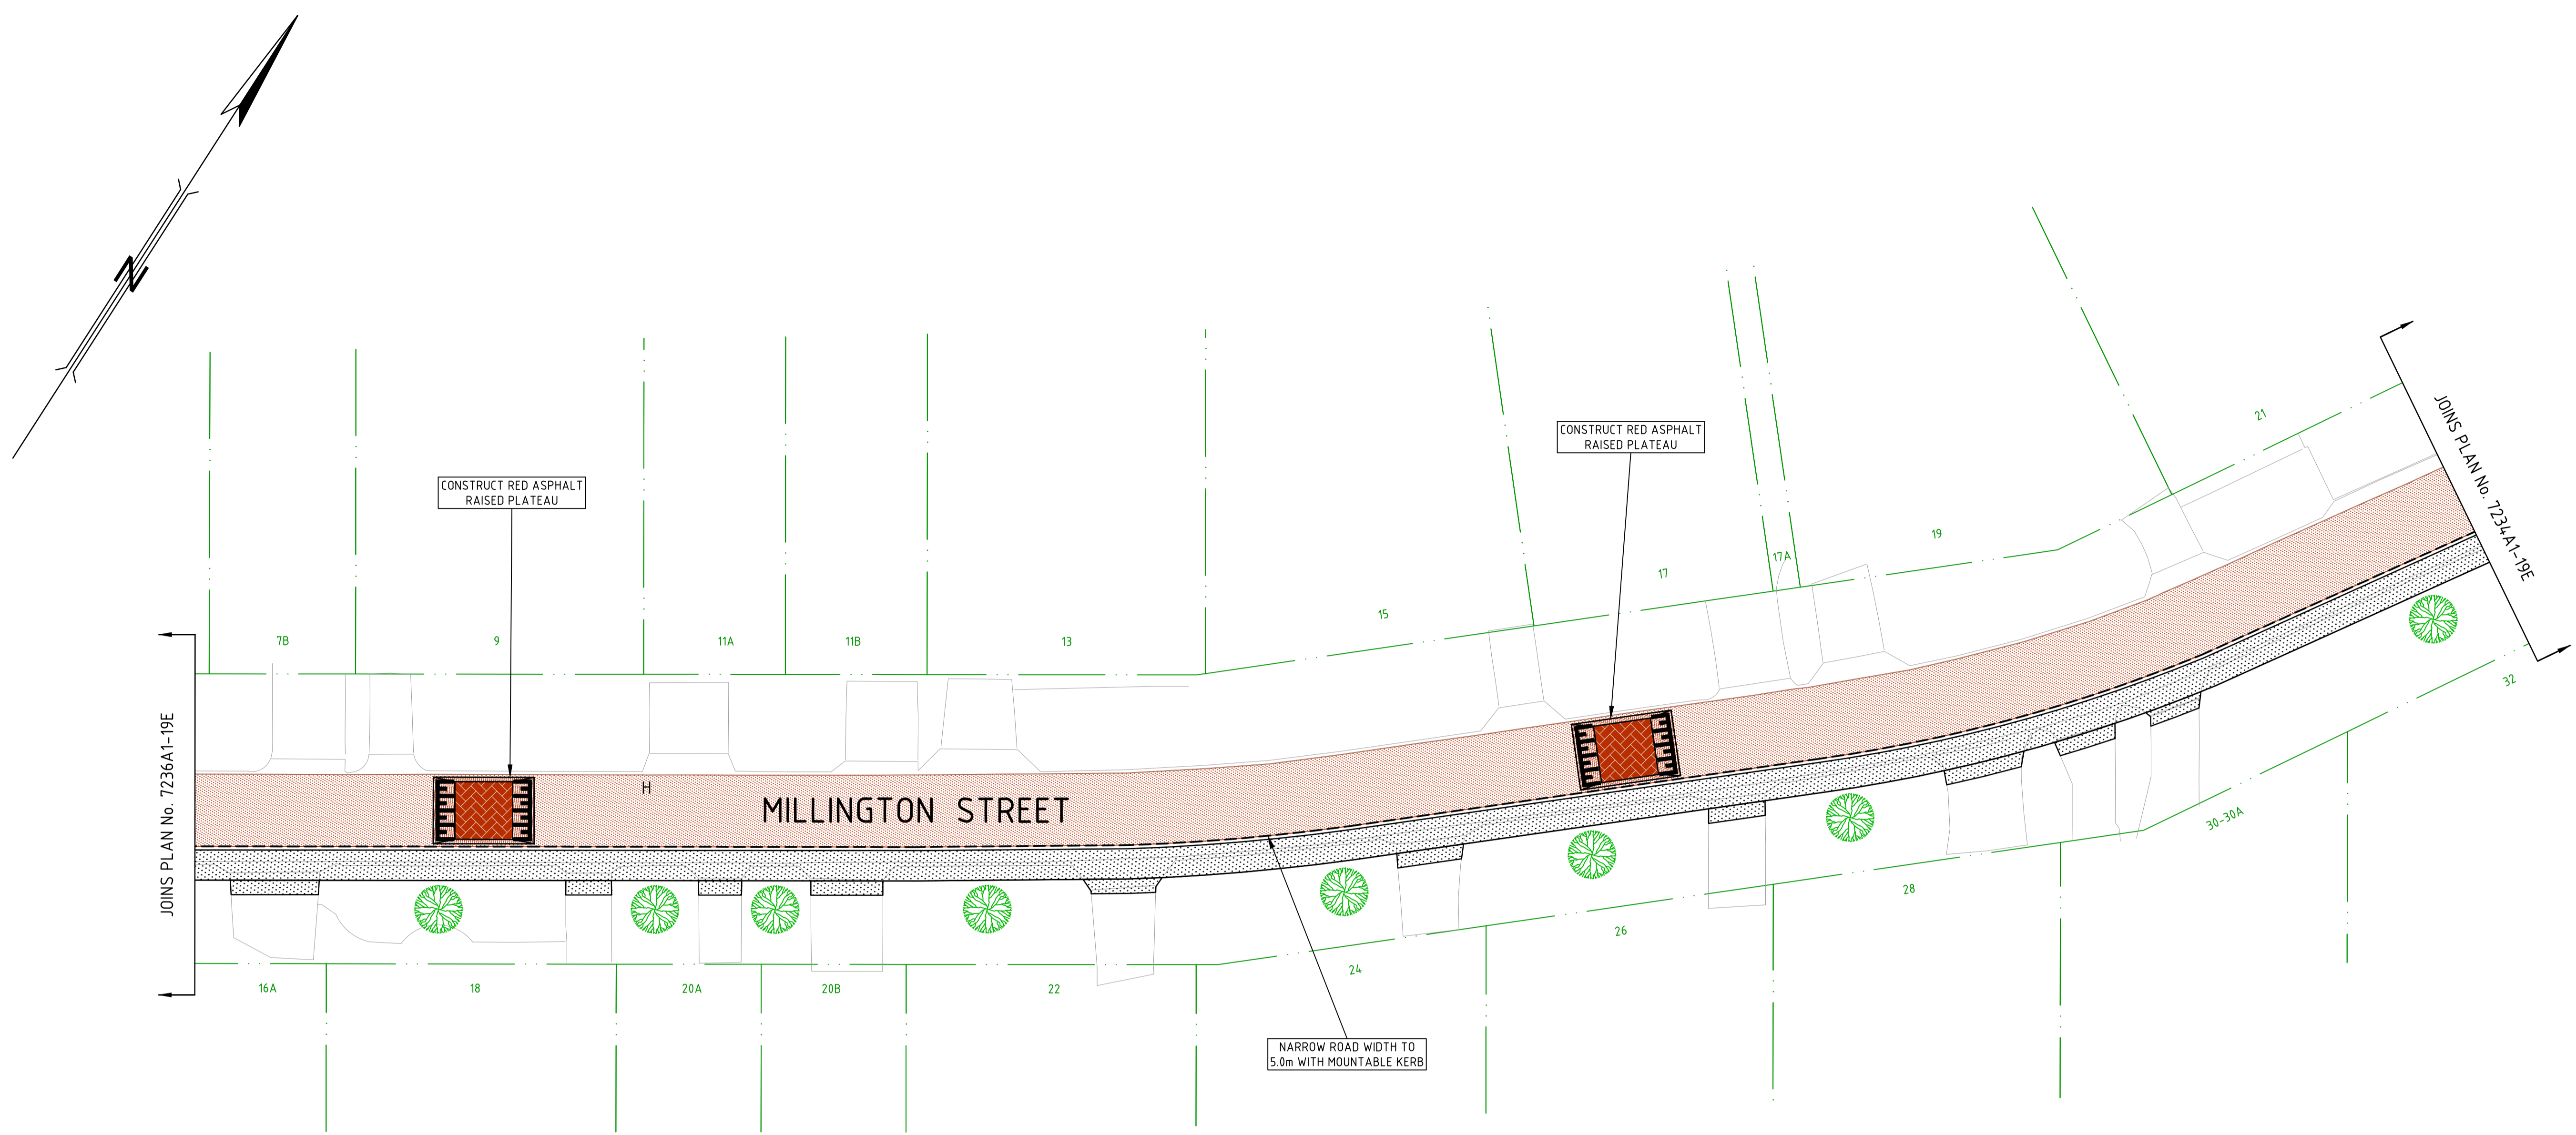 N
CONSTRUCT RED ASPHALT
RAISED PLATEAU
CONSTRUCT RED ASPHALT
RAISED PLATEAU
21
JOINS PLAN No. 7234A1-19E
19
17A
17
15
7B
9
11A
11B
13
JOINS PLAN No. 7236A1-19E
H
MILLINGTON STREET
32
30-30A
28
26
24
16A
18
20A
20B
22
NARROW ROAD WIDTH TO
5.0m WITH MOUNTABLE KERB